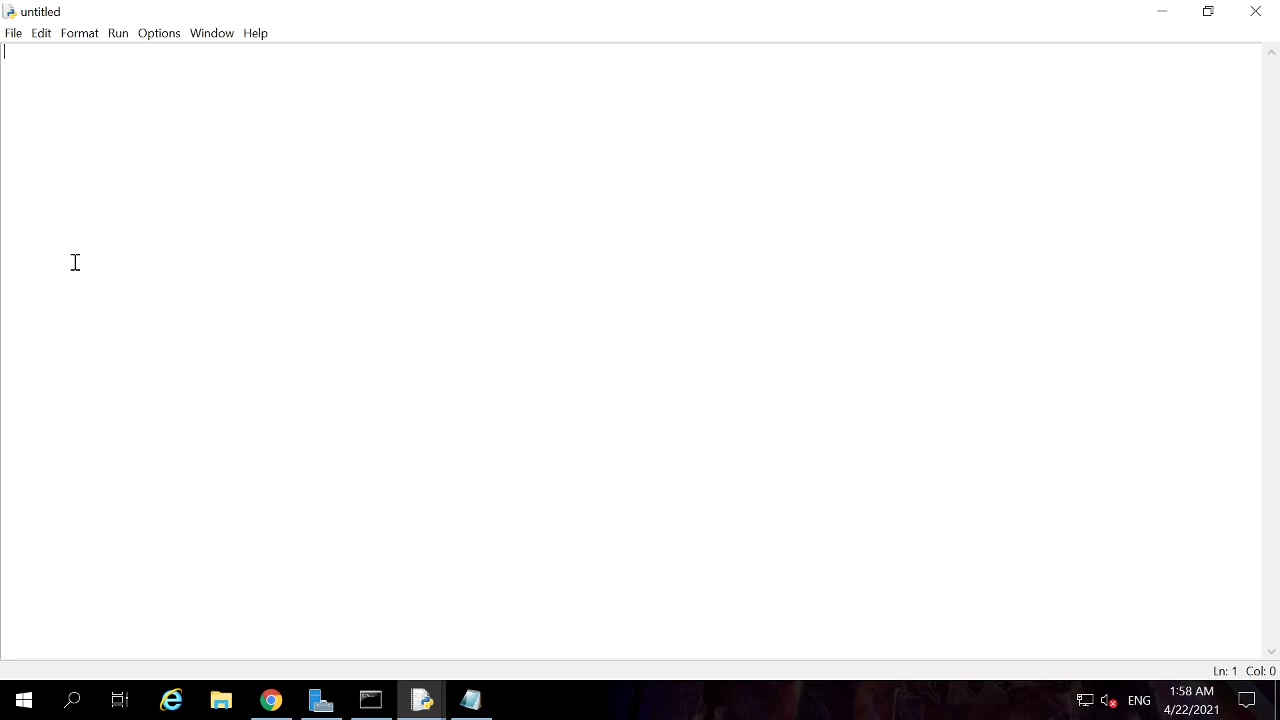 untitled
File Edit Format Run Options Window Help
Ln: 1 Col: 0
ENG
1:58 AM
4/22/2021